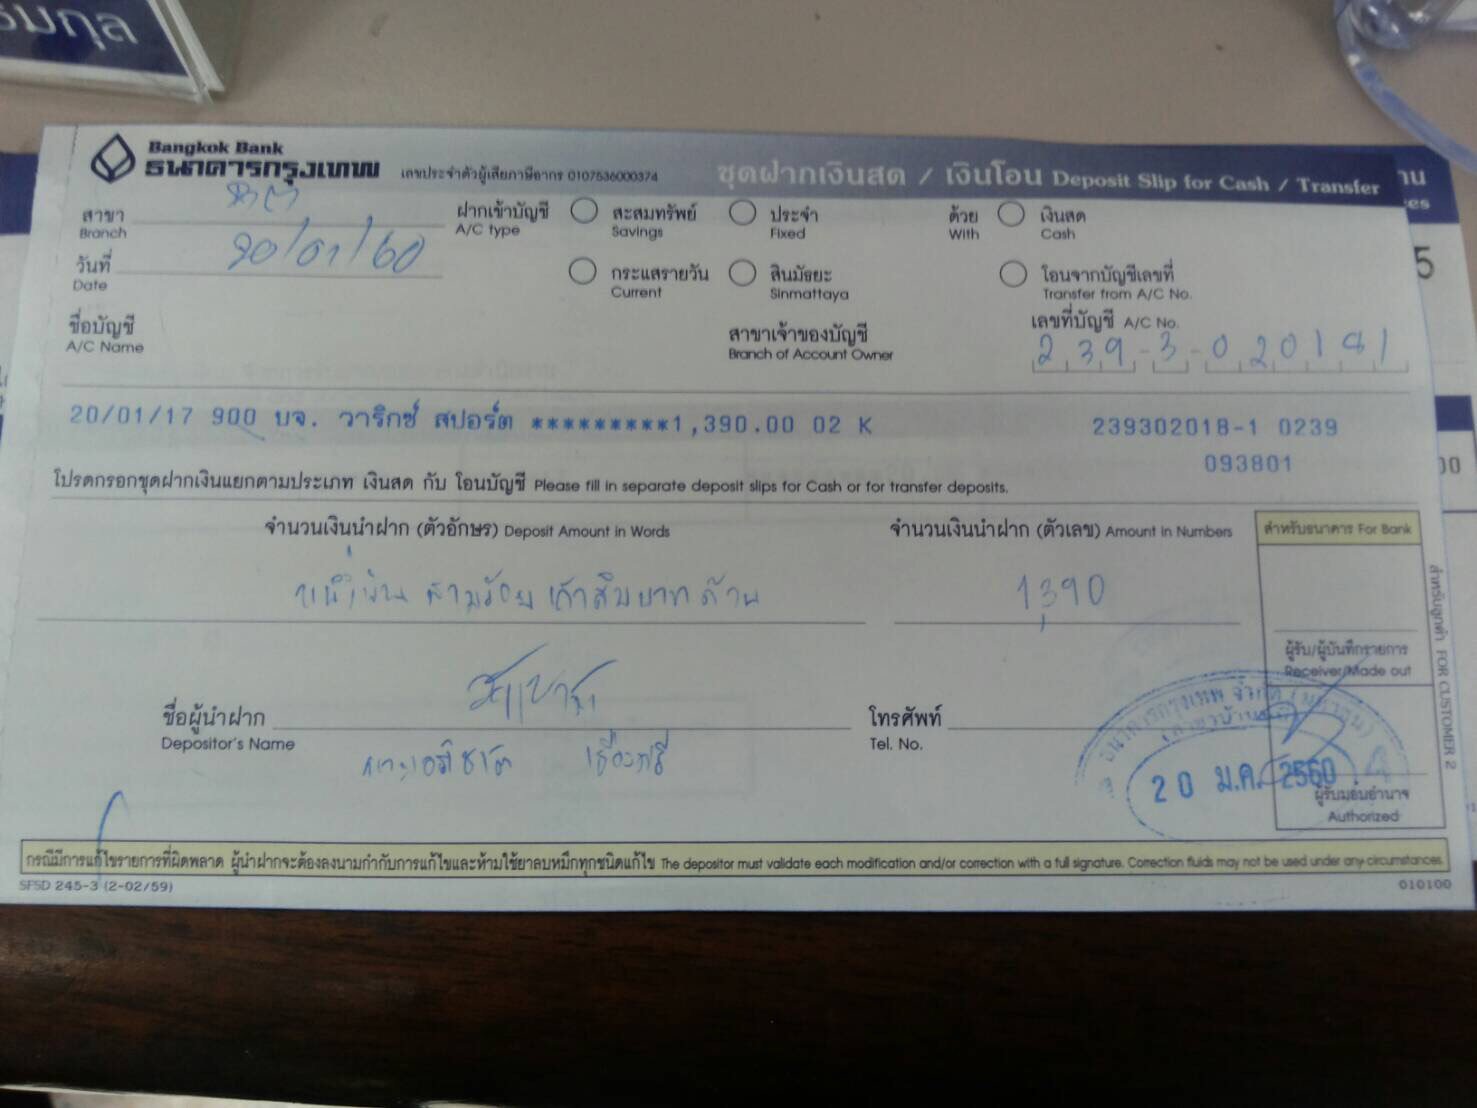 รมกุล
Bangkok Bank
ธนาคารกรุงเทพ เลขประจำตัวผู้เสียภาษีอากร 0107536000374 ชุดฝากเงินสด / เงินโอน Deposit Slip for Cash / Transfer
สาขา
Branch
ฝากเข้าบัญชี
A/C type
สะสมทรัพย์
Savings
ประจำ
Fixed
ด้วย
With
เงินสด
Cash
วันที่ 20/01/60
Date
กระแสรายวัน
Current
สินมัธยะ
Sinmattaya
โอนจากบัญชีเลขที่
Transfer from A/C No.
ชื่อบัญชี
A/C Name
สาขาเจ้าของบัญชี
Branch of Account Owner
เลขที่บัญชี A/C No.
239-3-020181
20/01/17 900 บจ. วาริกซ์ สปอร์ต *********1,390.00 02 K 239302018-1 0239
093801
โปรดกรอกชุดฝากเงินแยกตามประเภท เงินสด กับ โอนบัญชี Please fill in separate deposit slips for Cash or for transfer deposits.
จำนวนเงินนำฝาก (ตัวอักษร) Deposit Amount in Words
จำนวนเงินนำฝาก (ตัวเลข) Amount in Numbers
สำหรับธนาคาร For Bank
หนึ่งพันสามร้อยเก้าสิบบาทถ้วน
1390
ผู้รับ/ผู้บันทึกรายการ
Receiver/Made out
ชื่อผู้นำฝาก
Depositor's Name
โทรศัพท์
Tel. No.
ธนาคารกรุงเทพ จำกัด (มหาชน)
20 ม.ค. 2560
ผู้รับมอบอำนาจ
Authorized
สำหรับลูกค้า FOR CUSTOMER 2
กรณีมีการแก้ไขรายการที่ผิดพลาด ผู้นำฝากจะต้องลงนามกำกับการแก้ไขและห้ามใช้ยาลบหมึกทุกชนิดแก้ไข The depositor must validate each modification and/or correction with a full signature. Correction fluids may not be used under any circumstances.
SFSD 245-3 (2-02/59)
010100